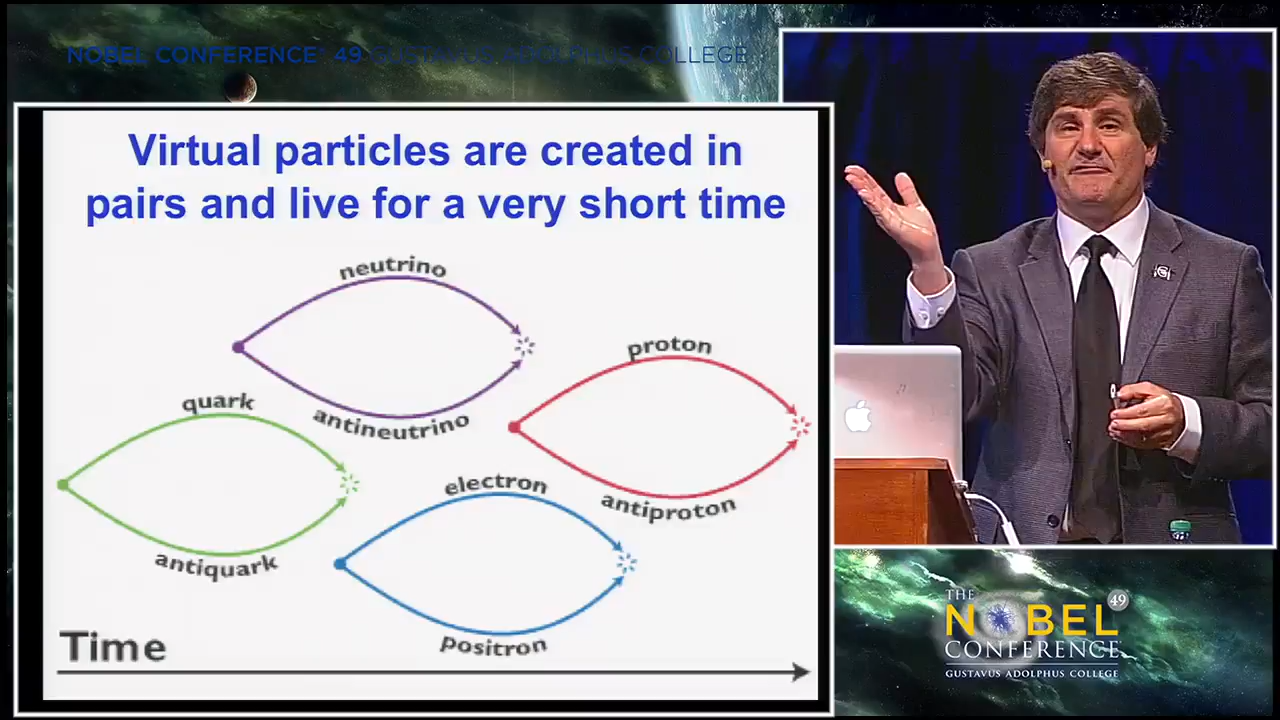 NOBEL CONFERENCE® 49 GUSTAVUS ADOLPHUS COLLEGE
Virtual particles are created in
pairs and live for a very short time
neutrino
antineutrino
proton
antiproton
quark
antiquark
electron
positron
Time
THE
NOBEL 49
CONFERENCE
GUSTAVUS ADOLPHUS COLLEGE